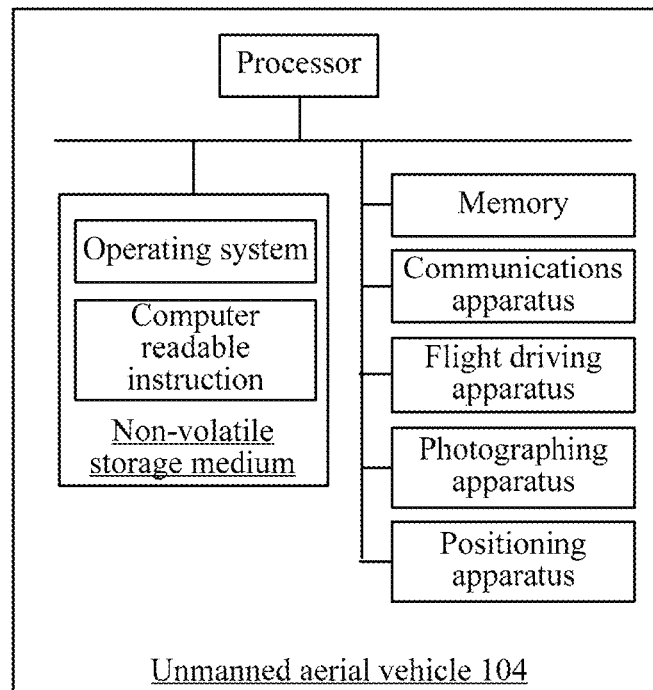 Processor
Operating system
Computer
readable
instruction
Non-volatile
storage medium
Memory
Communications
apparatus
Flight driving
apparatus
Photographing
apparatus
Positioning
apparatus
Unmanned aerial vehicle 104